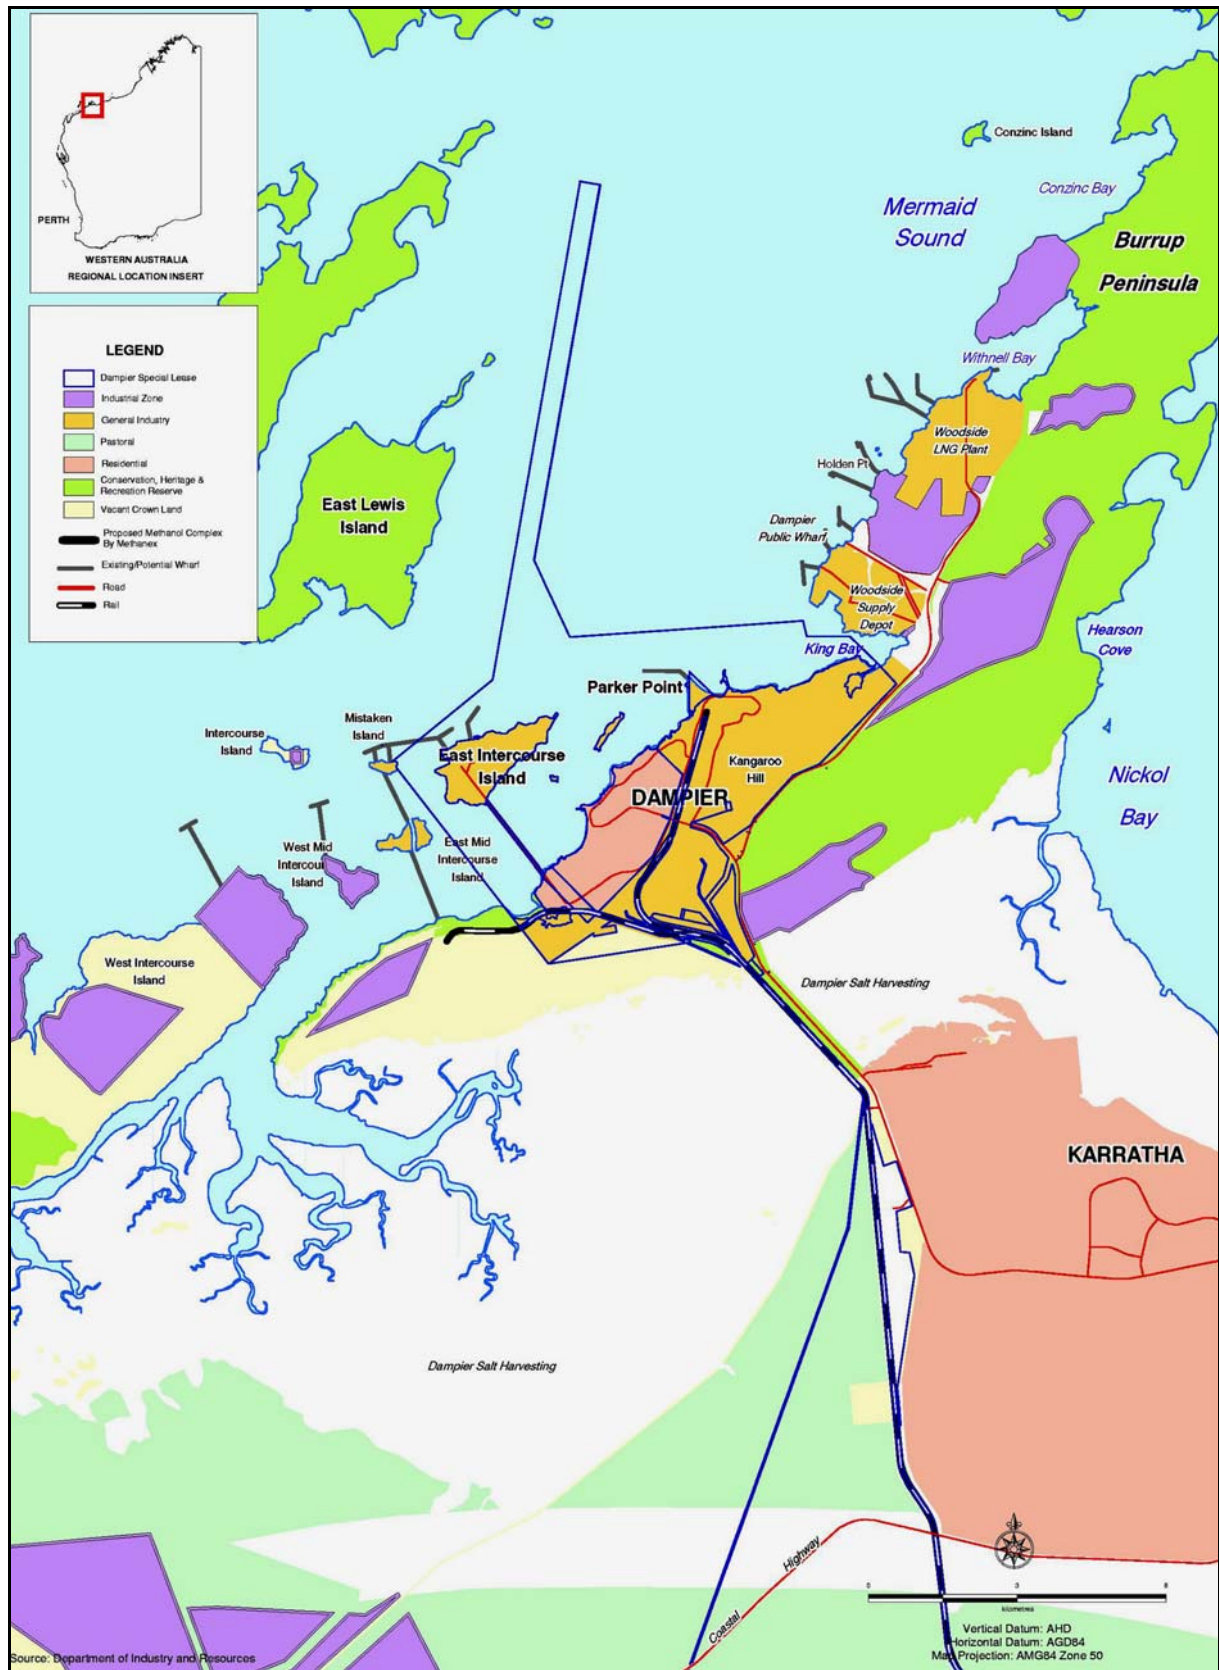 PERTH
WESTERN AUSTRALIA
REGIONAL LOCATION INSERT
LEGEND
Dampier Special Lease
Industrial Zone
General Industry
Pastoral
Residential
Conservation, Heritage &
Recreation Reserve
Vacant Crown Land
Proposed Methanol Complex
By Methanex
Existing/Potential Wharf
Road
Rail
Conzinc Island
Conzinc Bay
Mermaid
Sound
Burrup
Peninsula
Withnell Bay
Woodside
LNG Plant
Holden Pt
East Lewis
Island
Dampier
Public Wharf
Woodside
Supply
Depot
Hearson
Cove
King Bay
Parker Point
Mistaken
Island
Intercourse
Island
East Intercourse
Island
Kangaroo
Hill
DAMPIER
Nickol
Bay
West Mid
Intercour
Island
East Mid
Intercourse
Island
West Intercourse
Island
Dampier Salt Harvesting
KARRATHA
Dampier Salt Harvesting
Coastal Highway
0 3 6
kilometres
Vertical Datum: AHD
Horizontal Datum: AGD84
Map Projection: AMG84 Zone 50
Source: Department of Industry and Resources